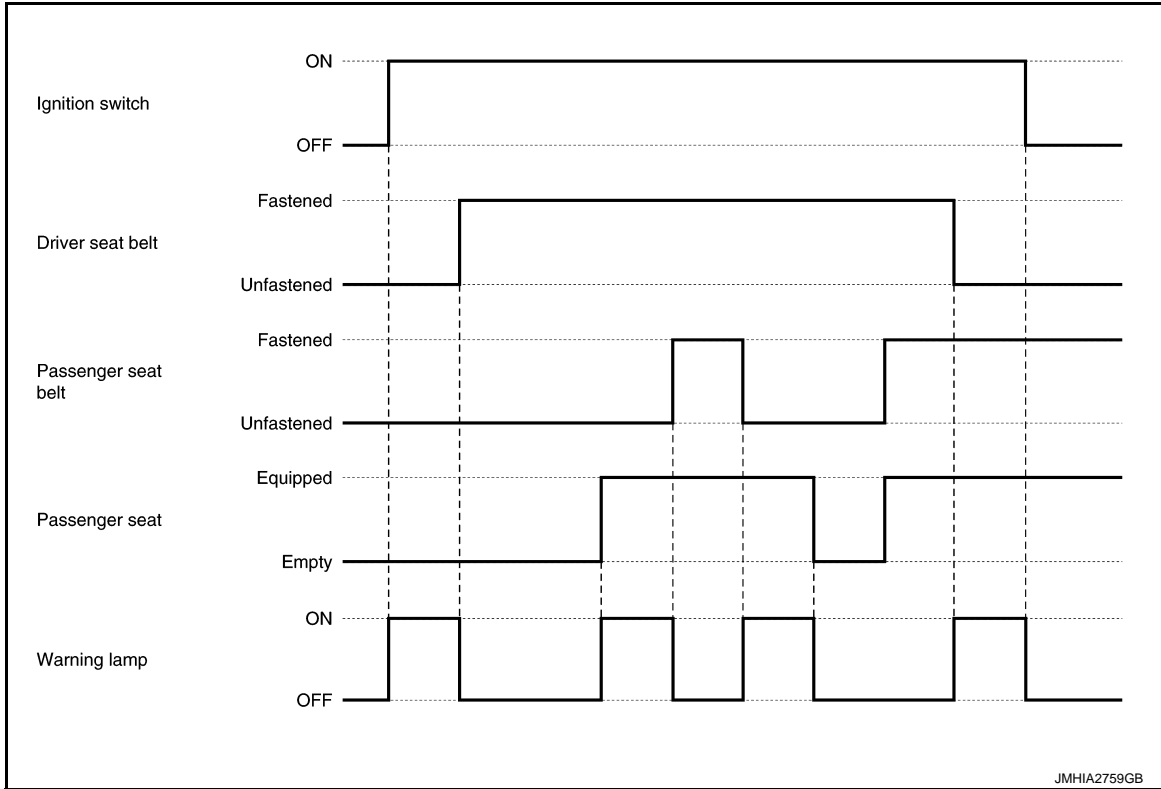 ON
Ignition switch
OFF
Fastened
Driver seat belt
Unfastened
Fastened
Passenger seat
belt
Unfastened
Equipped
Passenger seat
Empty
ON
Warning lamp
OFF
JMHIA2759GB